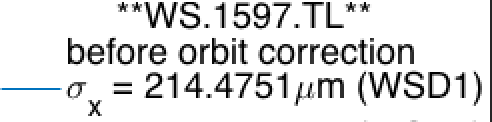 **WS.1597.TL**
before orbit correction
σx = 214.4751μm (WSD1)